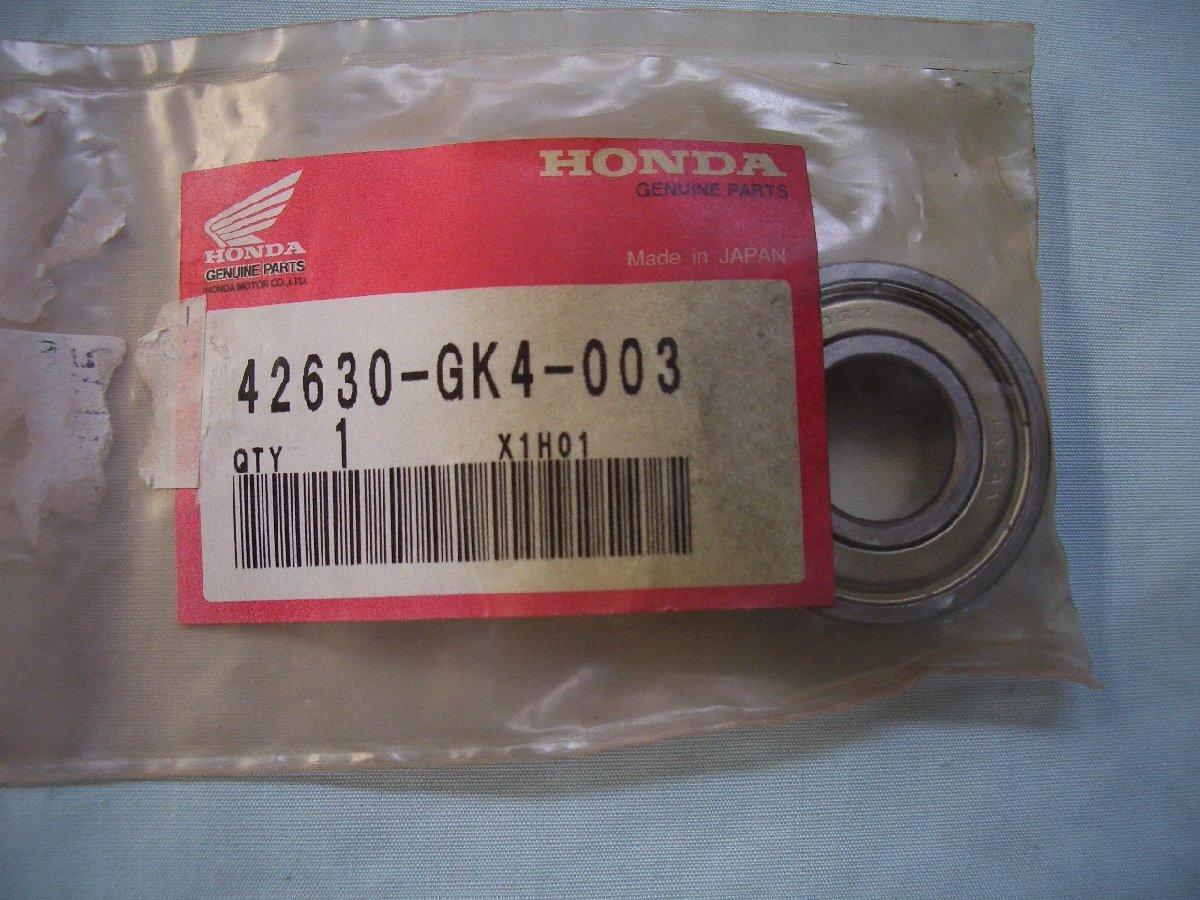 HONDA
GENUINE PARTS
Made in JAPAN
HONDA
GENUINE PARTS
HONDA MOTOR CO., LTD.
42630-GK4-003
QTY 1 X1H01
JAPAN